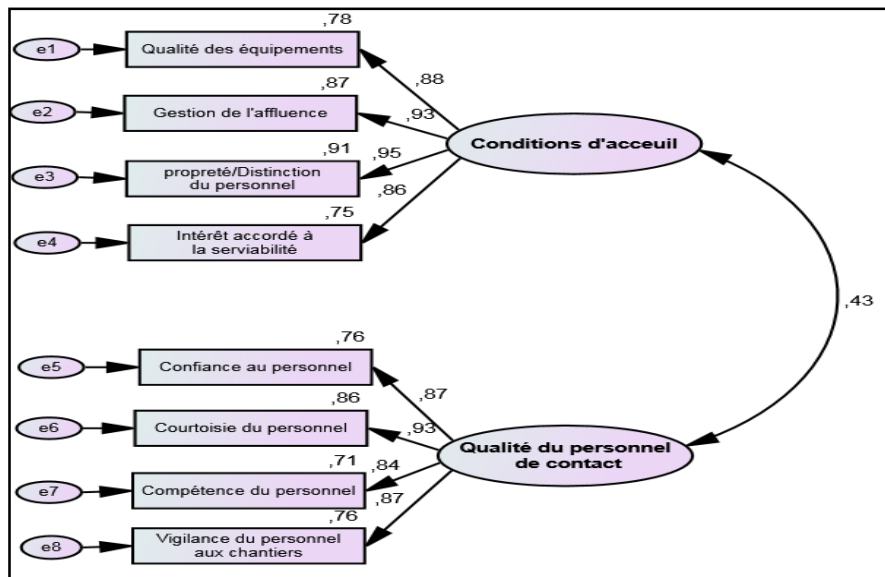 ,78
e1
Qualité des équipements
,88
,87
e2
Gestion de l'affluence
,93
Conditions d'acceuil
,91
,95
e3
propreté/Distinction
du personnel
,86
,75
e4
Intérêt accordé à
la serviabilité
,43
,76
e5
Confiance au personnel
,87
,86
e6
Courtoisie du personnel
,93
Qualité du personnel
de contact
,71
,84
e7
Compétence du personnel
,87
,76
e8
Vigilance du personnel
aux chantiers